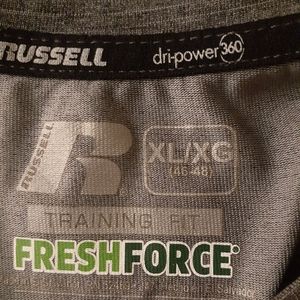 RUSSELL dri-power 360
RUSSELL
XL/XG
(46-48)
TRAINING FIT
FRESHFORCE